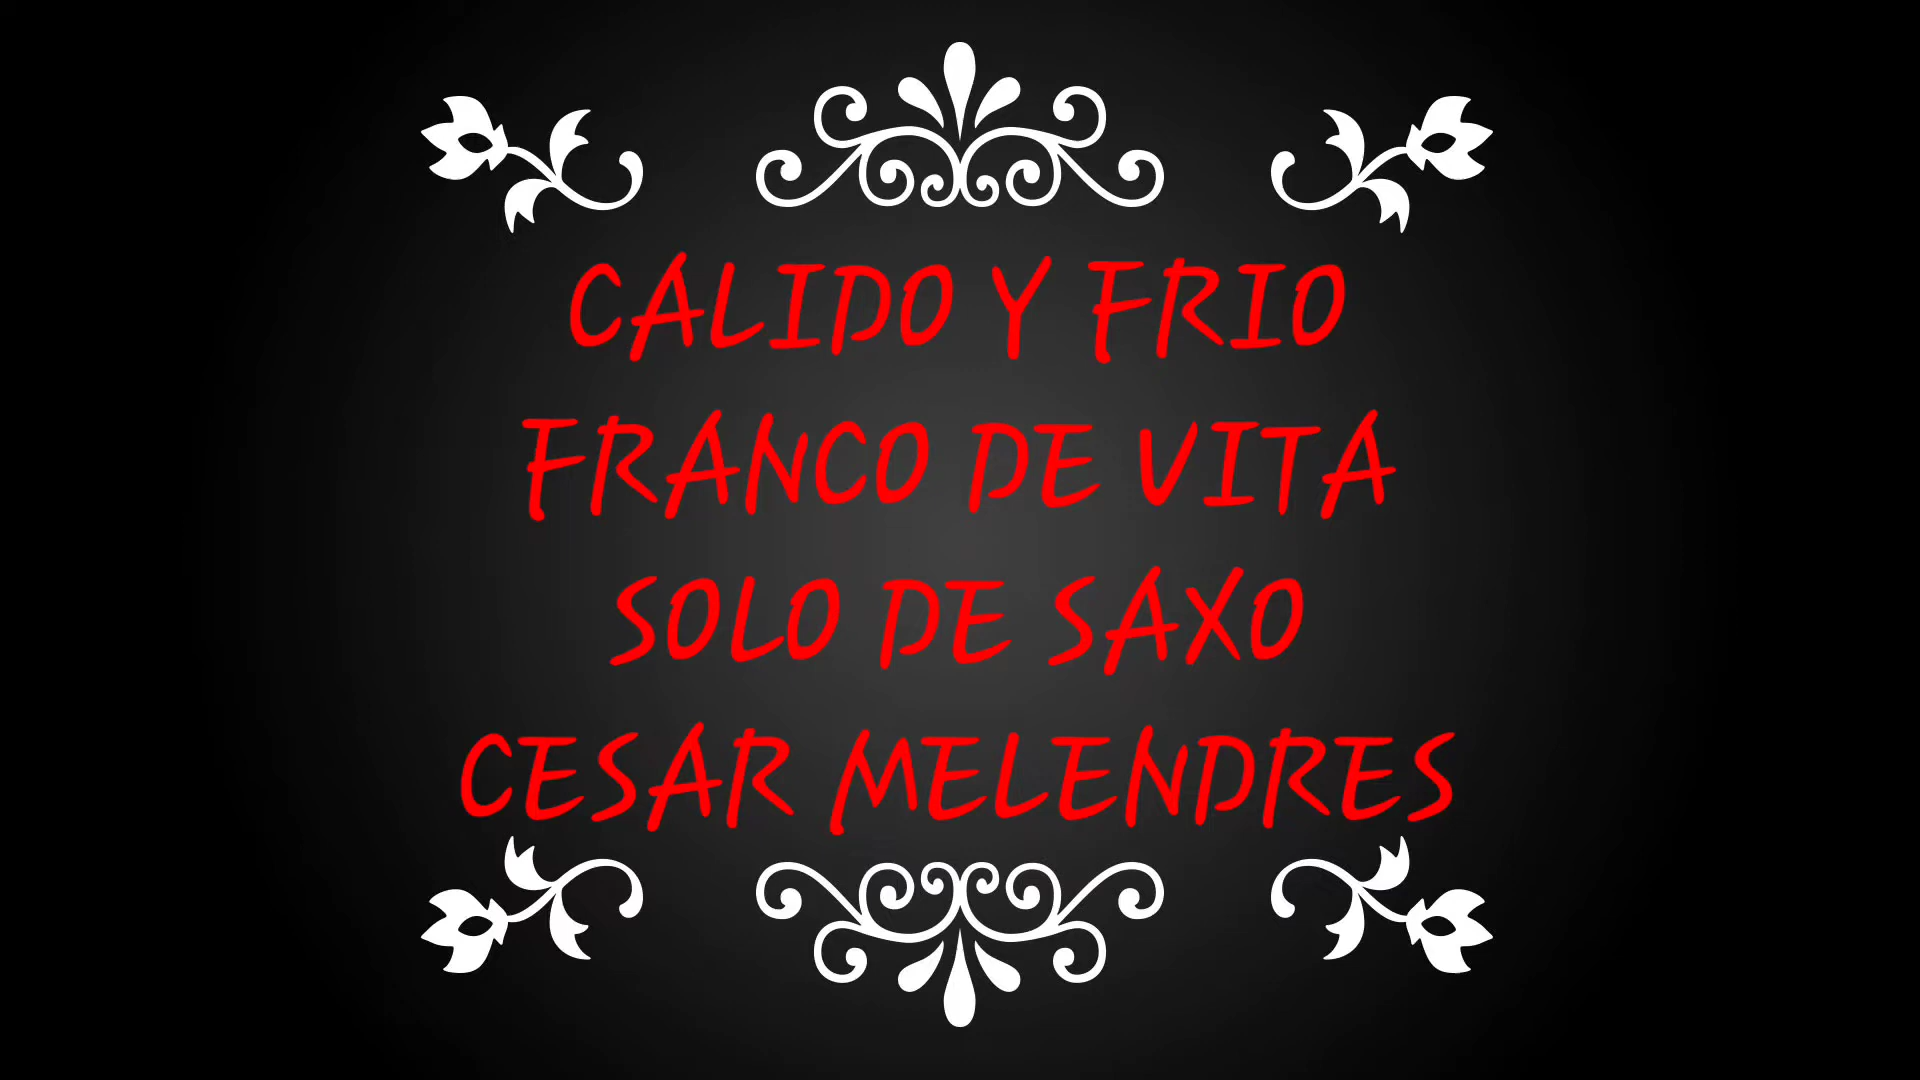 CALIDO Y FRIO
FRANCO DE VITA
SOLO DE SAXO
CESAR MELENDRES